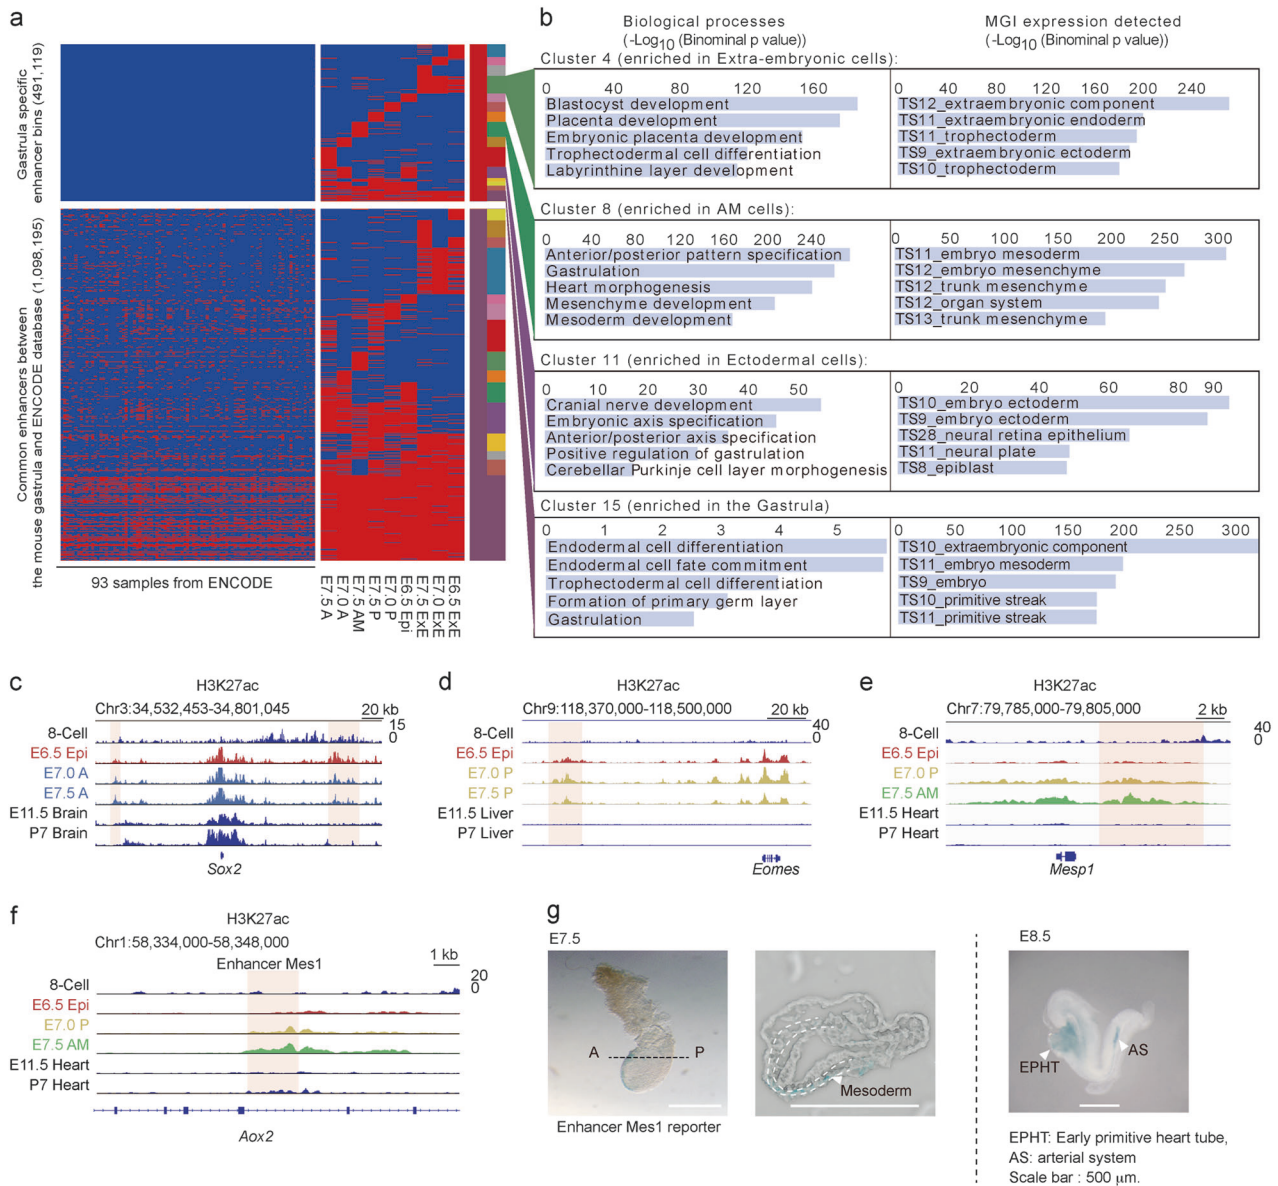 a
Gastrula specific
enhancer bins (491,119)
Common enhancers between
the mouse gastrula and ENCODE database (1,098,195)
93 samples from ENCODE
E7.5 A
E7.0 A
E7.5 AM
E7.5 P
E7.0 P
E6.5 Epi
E7.5 ExE
E7.0 ExE
E6.5 ExE
b
Biological processes
(-Log10 (Binominal p value))
MGI expression detected
(-Log10 (Binominal p value))
Cluster 4 (enriched in Extra-embryonic cells):
0 40 80 120 160
Blastocyst development
Placenta development
Embryonic placenta development
Trophectodermal cell differentiation
Labyrinthine layer development
0 40 80 120 160 200 240
TS12_extraembryonic component
TS11_extraembryonic endoderm
TS11_trophectoderm
TS9_extraembryonic ectoderm
TS10_trophectoderm
Cluster 8 (enriched in AM cells):
0 40 80 120 160 200 240
Anterior/posterior pattern specification
Gastrulation
Heart morphogenesis
Mesenchyme development
Mesoderm development
0 50 100 150 200 250 300
TS11_embryo mesoderm
TS12_embryo mesenchyme
TS12_trunk mesenchyme
TS12_organ system
TS13_trunk mesenchyme
Cluster 11 (enriched in Ectodermal cells):
0 10 20 30 40 50
Cranial nerve development
Embryonic axis specification
Anterior/posterior axis specification
Positive regulation of gastrulation
Cerebellar Purkinje cell layer morphogenesis
0 20 40 60 80 90
TS10_embryo ectoderm
TS9_embryo ectoderm
TS28_neural retina epithelium
TS11_neural plate
TS8_epiblast
Cluster 15 (enriched in the Gastrula)
0 1 2 3 4 5
Endodermal cell differentiation
Endodermal cell fate commitment
Trophectodermal cell differentiation
Formation of primary germ layer
Gastrulation
0 50 100 150 200 250 300
TS10_extraembryonic component
TS11_embryo mesoderm
TS9_embryo
TS10_primitive streak
TS11_primitive streak
c
H3K27ac
Chr3:34,532,453-34,801,045
20 kb
15
0
8-Cell
E6.5 Epi
E7.0 A
E7.5 A
E11.5 Brain
P7 Brain
Sox2
d
H3K27ac
Chr9:118,370,000-118,500,000
20 kb
40
0
8-Cell
E6.5 Epi
E7.0 P
E7.5 P
E11.5 Liver
P7 Liver
Eomes
e
H3K27ac
Chr7:79,785,000-79,805,000
2 kb
40
0
8-Cell
E6.5 Epi
E7.0 P
E7.5 AM
E11.5 Heart
P7 Heart
Mesp1
f
H3K27ac
Chr1:58,334,000-58,348,000
1 kb
Enhancer Mes1
20
0
8-Cell
E6.5 Epi
E7.0 P
E7.5 AM
E11.5 Heart
P7 Heart
Aox2
g
E7.5
A P
Enhancer Mes1 reporter
Mesoderm
E8.5
EPHT
AS
EPHT: Early primitive heart tube,
AS: arterial system
Scale bar : 500 μm.